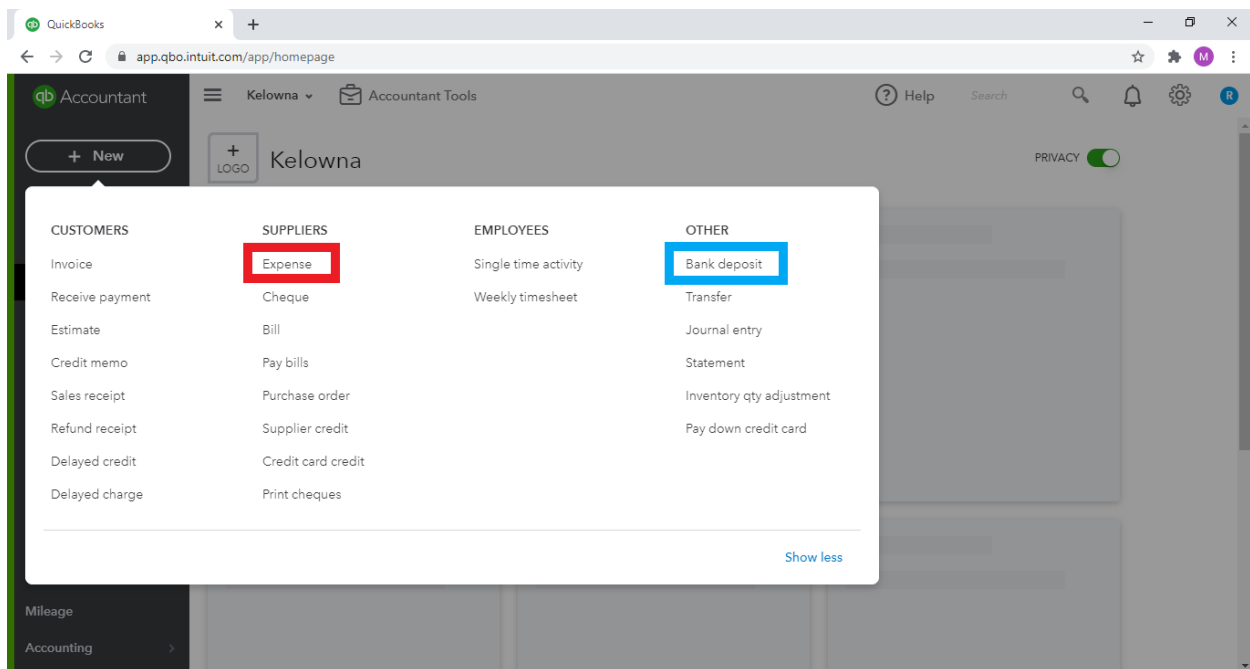 QuickBooks
app.qbo.intuit.com/app/homepage
M
qb Accountant
Kelowna
Accountant Tools
? Help
Search
R
+ New
+
LOGO
Kelowna
PRIVACY
CUSTOMERS
Invoice
Receive payment
Estimate
Credit memo
Sales receipt
Refund receipt
Delayed credit
Delayed charge
SUPPLIERS
Expense
Cheque
Bill
Pay bills
Purchase order
Supplier credit
Credit card credit
Print cheques
EMPLOYEES
Single time activity
Weekly timesheet
OTHER
Bank deposit
Transfer
Journal entry
Statement
Inventory qty adjustment
Pay down credit card
Show less
Mileage
Accounting